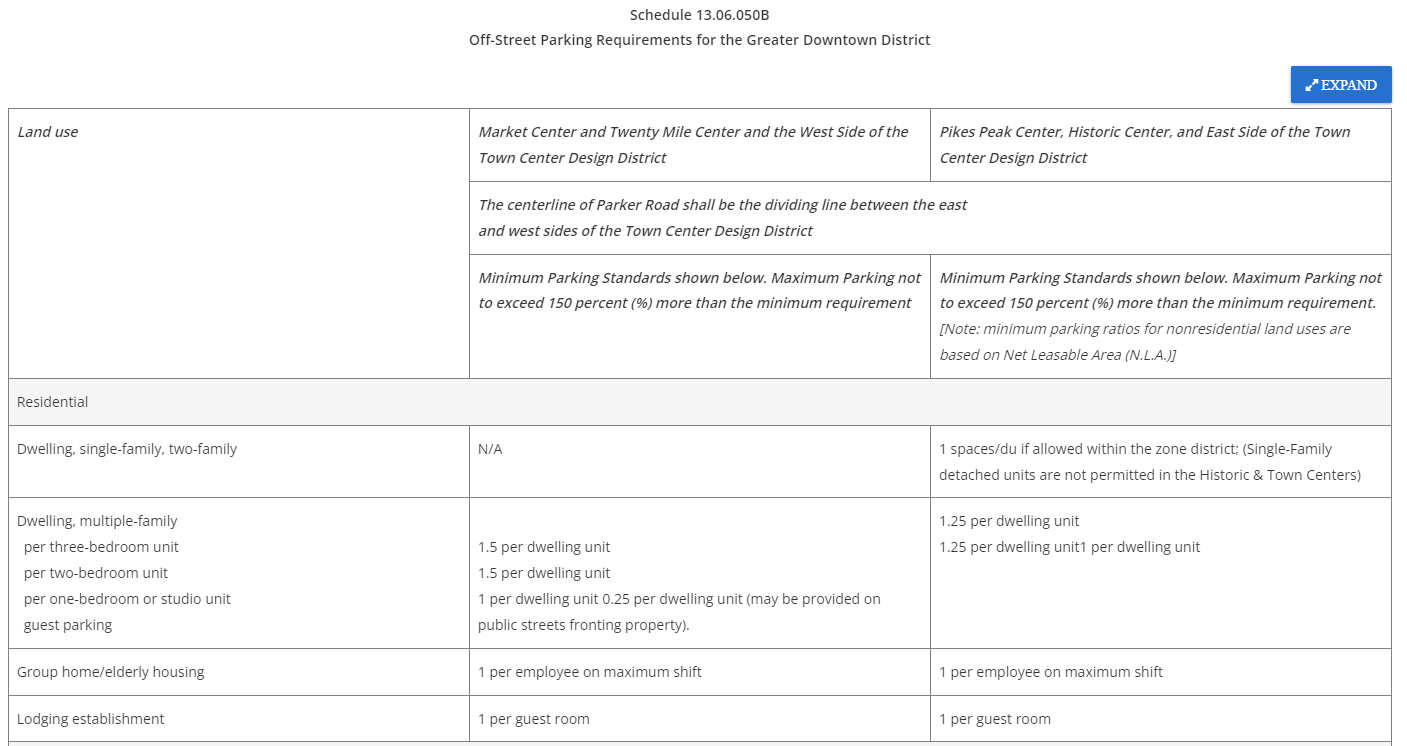 Schedule 13.06.050B
Off-Street Parking Requirements for the Greater Downtown District
EXPAND
Land use
Market Center and Twenty Mile Center and the West Side of the
Town Center Design District
Pikes Peak Center, Historic Center, and East Side of the Town
Center Design District
The centerline of Parker Road shall be the dividing line between the east
and west sides of the Town Center Design District
Minimum Parking Standards shown below. Maximum Parking not
to exceed 150 percent (%) more than the minimum requirement
Minimum Parking Standards shown below. Maximum Parking not
to exceed 150 percent (%) more than the minimum requirement.
[Note: minimum parking ratios for nonresidential land uses are
based on Net Leasable Area (N.L.A.)]
Residential
Dwelling, single-family, two-family
N/A
1 spaces/du if allowed within the zone district; (Single-Family
detached units are not permitted in the Historic & Town Centers)
Dwelling, multiple-family
per three-bedroom unit
per two-bedroom unit
per one-bedroom or studio unit
guest parking
1.5 per dwelling unit
1.5 per dwelling unit
1 per dwelling unit 0.25 per dwelling unit (may be provided on
public streets fronting property).
1.25 per dwelling unit
1.25 per dwelling unit1 per dwelling unit
Group home/elderly housing
1 per employee on maximum shift
1 per employee on maximum shift
Lodging establishment
1 per guest room
1 per guest room